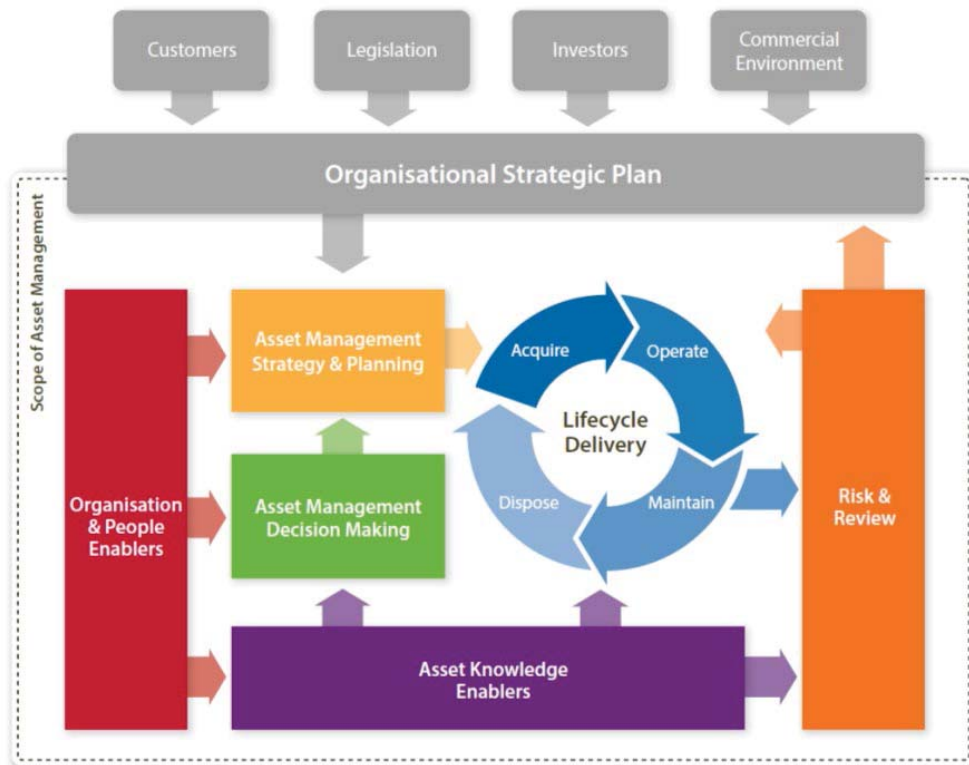 Customers
Legislation
Investors
Commercial
Environment
Organisational Strategic Plan
Scope of Asset Management
Asset Management
Strategy & Planning
Acquire
Operate
Lifecycle
Delivery
Organisation
& People
Enablers
Asset Management
Decision Making
Dispose
Maintain
Risk &
Review
Asset Knowledge
Enablers